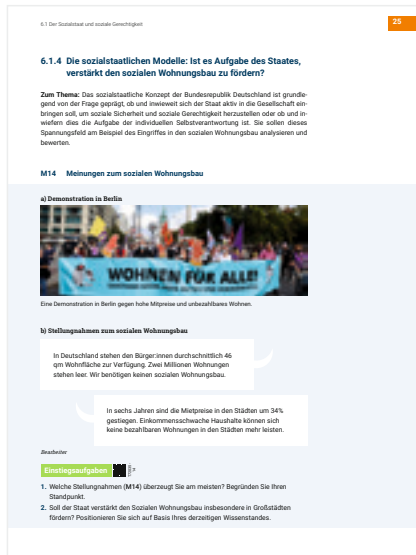 6.1 Der Sozialstaat und soziale Gerechtigkeit
25
6.1.4 Die sozialstaatlichen Modelle: Ist es Aufgabe des Staates,
verstärkt den sozialen Wohnungsbau zu fördern?
Zum Thema: Das sozialstaatliche Konzept der Bundesrepublik Deutschland ist grundle-
gend von der Frage geprägt, ob und inwieweit sich der Staat aktiv in die Gesellschaft ein-
bringen soll, um soziale Sicherheit und soziale Gerechtigkeit herzustellen oder ob und in-
wiefern dies die Aufgabe der individuellen Selbstverantwortung ist. Sie sollen dieses
Spannungsfeld am Beispiel des Eingriffes in den sozialen Wohnungsbau analysieren und
bewerten.
M14 Meinungen zum sozialen Wohnungsbau
a) Demonstration in Berlin
WOHNEN FÜR ALLE!
Eine Demonstration in Berlin gegen hohe Mitpreise und unbezahlbares Wohnen.
b) Stellungnahmen zum sozialen Wohnungsbau
In Deutschland stehen den Bürger:innen durchschnittlich 46
qm Wohnfläche zur Verfügung. Zwei Millionen Wohnungen
stehen leer. Wir benötigen keinen sozialen Wohnungsbau.
In sechs Jahren sind die Mietpreise in den Städten um 34%
gestiegen. Einkommensschwache Haushalte können sich
keine bezahlbaren Wohnungen in den Städten mehr leisten.
Bearbeiter
Einstiegsaufgaben
1. Welche Stellungnahmen (M14) überzeugt Sie am meisten? Begründen Sie Ihren
Standpunkt.
2. Soll der Staat verstärkt den Sozialen Wohnungsbau insbesondere in Großstädten
fördern? Positionieren Sie sich auf Basis Ihres derzeitigen Wissenstandes.